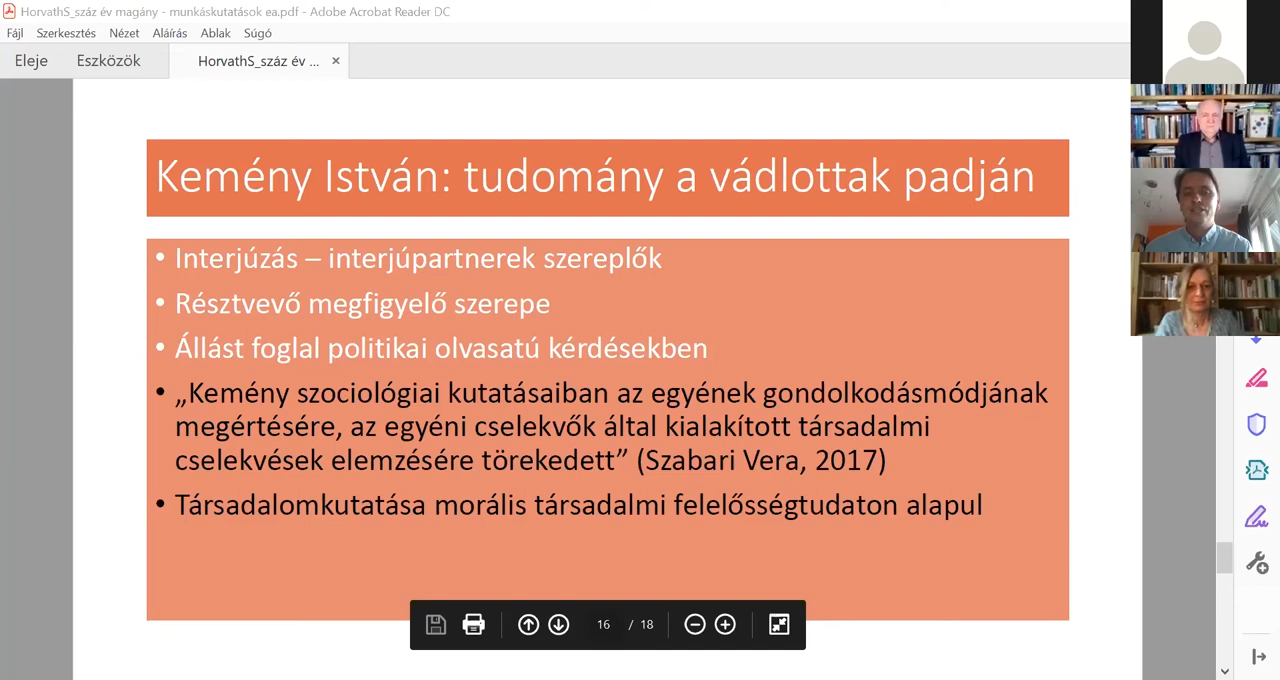 HorvathS_száz év magány - munkáskutatások ea.pdf - Adobe Acrobat Reader DC
Fájl Szerkesztés Nézet Aláírás Ablak Súgó
Eleje Eszközök HorvathS_száz év ... ×
Kemény István: tudomány a vádlottak padján
• Interjúzás – interjúpartnerek szereplők
• Résztvevő megfigyelő szerepe
• Állást foglal politikai olvasatú kérdésekben
• „Kemény szociológiai kutatásaiban az egyének gondolkodásmódjának
megértésére, az egyéni cselekvők által kialakított társadalmi
cselekvések elemzésére törekedett” (Szabari Vera, 2017)
• Társadalomkutatása morális társadalmi felelősségtudaton alapul
16 / 18